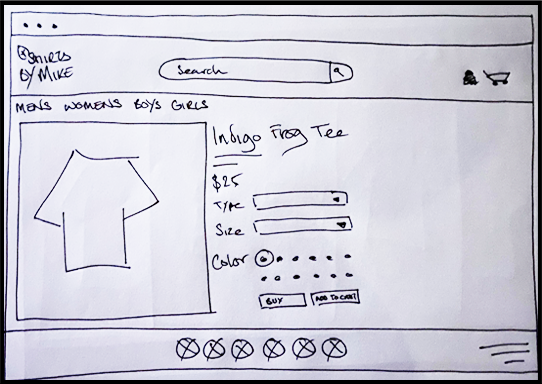 Shirts
By Mike
Search
Mens Womens Boys Girls
Indigo Frog Tee
$25
Type
Size
Color
Buy
Add to Cart